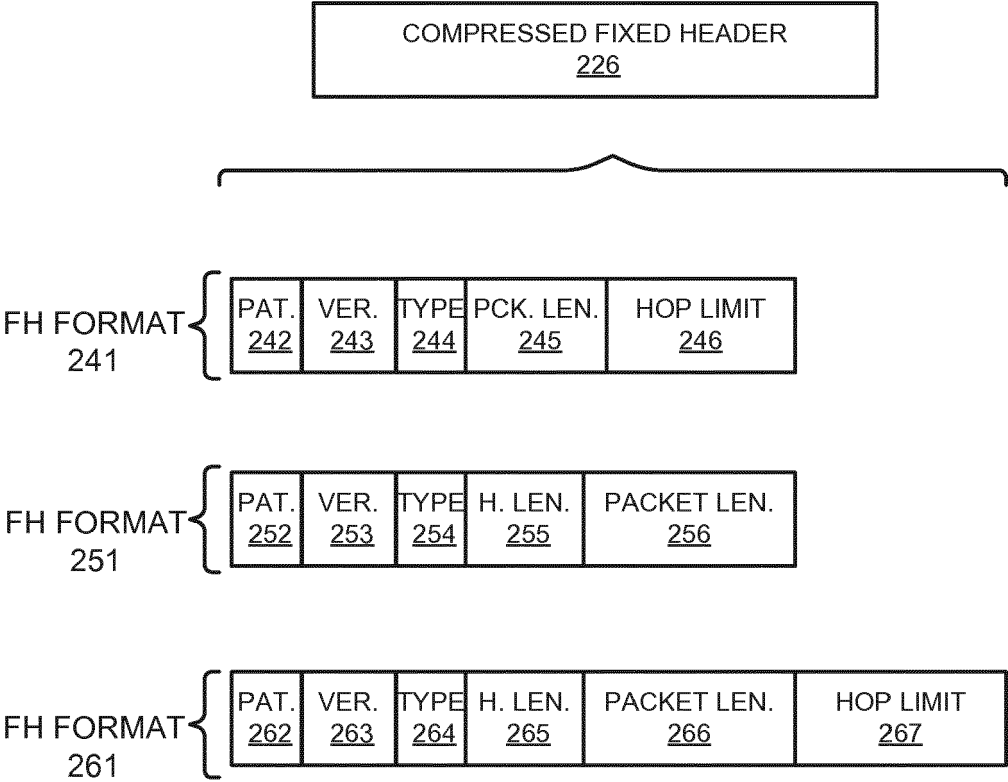 COMPRESSED FIXED HEADER
226
FH FORMAT
241
PAT. VER. TYPE PCK. LEN. HOP LIMIT
242 243 244 245 246
FH FORMAT
251
PAT. VER. TYPE H. LEN. PACKET LEN.
252 253 254 255 256
FH FORMAT
261
PAT. VER. TYPE H. LEN. PACKET LEN. HOP LIMIT
262 263 264 265 266 267